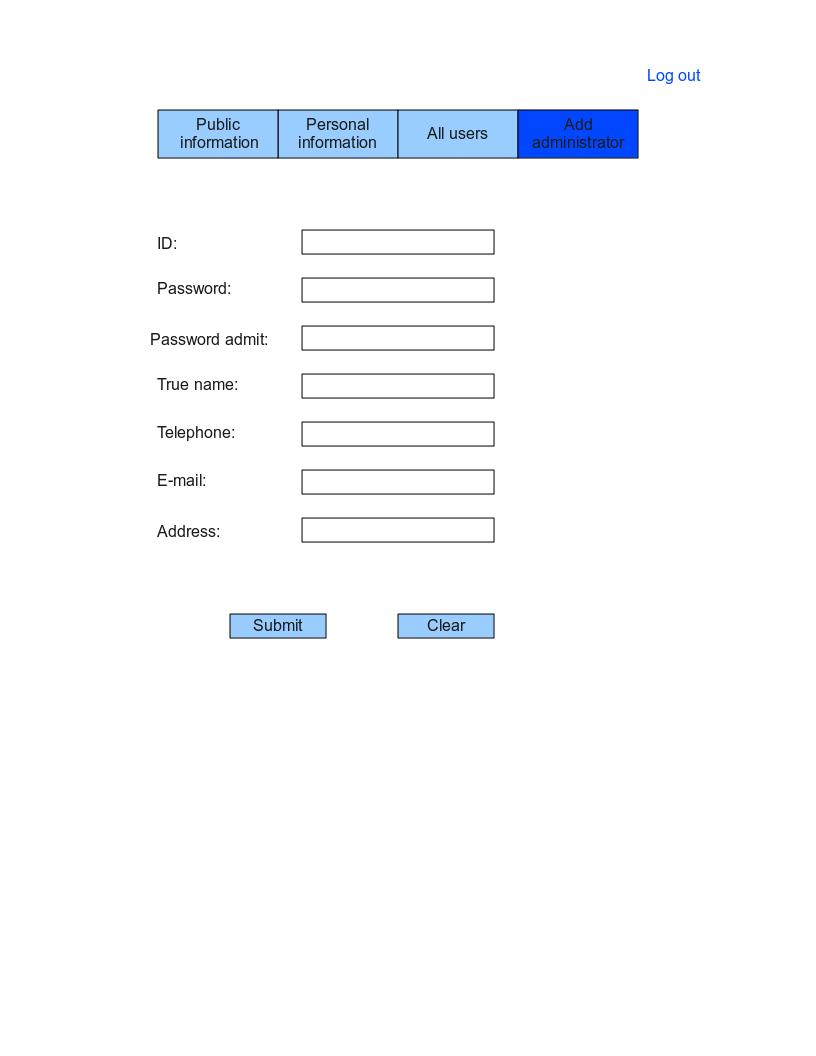 Log out
Public
information
Personal
information
All users
Add
administrator
ID:
Password:
Password admit:
True name:
Telephone:
E-mail:
Address:
Submit
Clear